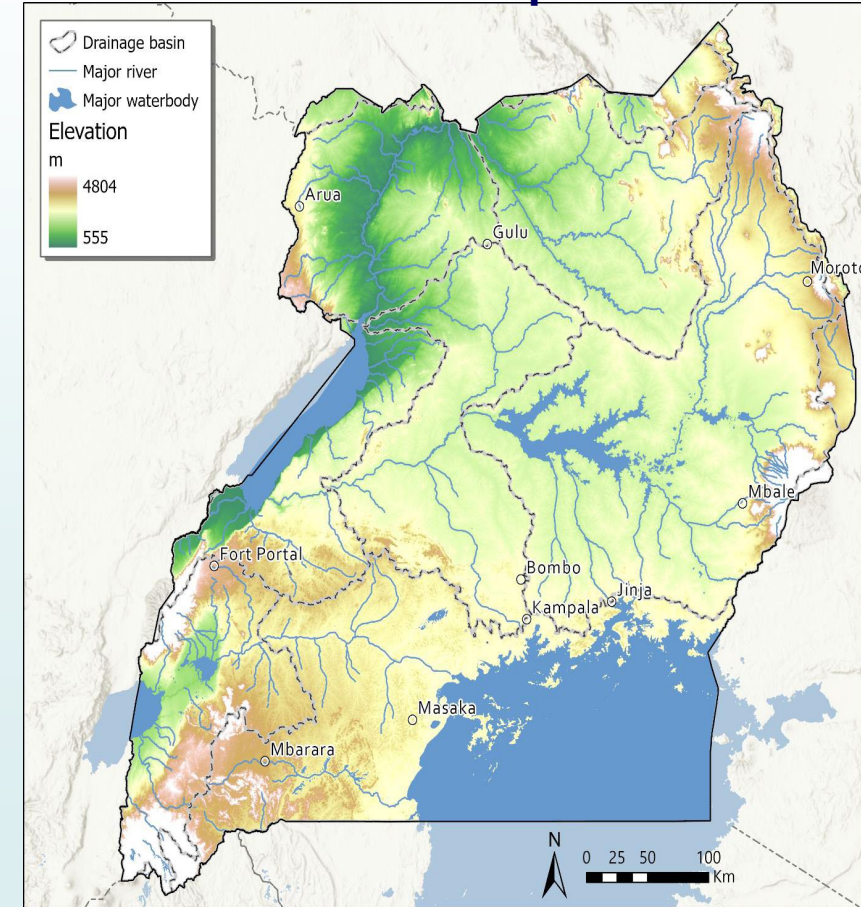 Drainage basin
Major river
Major waterbody
Elevation
m
4804
555
Arua
Gulu
Moroto
Mbale
Fort Portal
Bombo
Jinja
Kampala
Masaka
Mbarara
N
0 25 50 100
Km